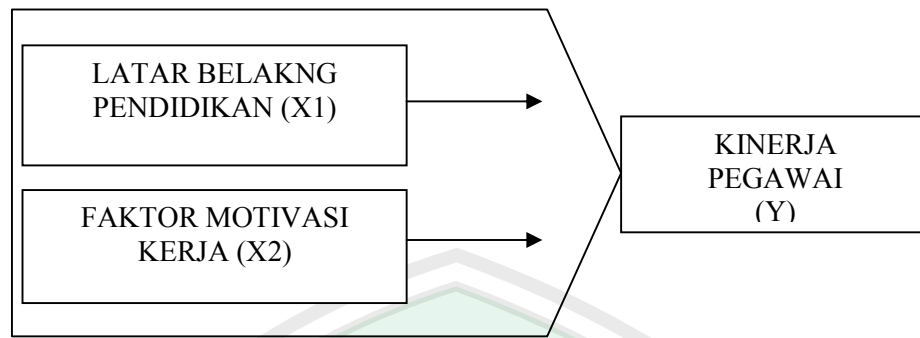 LATAR BELAKNG
PENDIDIKAN (X1)
FAKTOR MOTIVASI
KERJA (X2)
KINERJA
PEGAWAI
(Y)